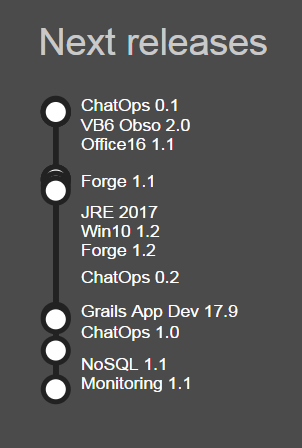 Next releases
ChatOps 0.1
VB6 Obso 2.0
Office16 1.1
Forge 1.1
JRE 2017
Win10 1.2
Forge 1.2
ChatOps 0.2
Grails App Dev 17.9
ChatOps 1.0
NoSQL 1.1
Monitoring 1.1